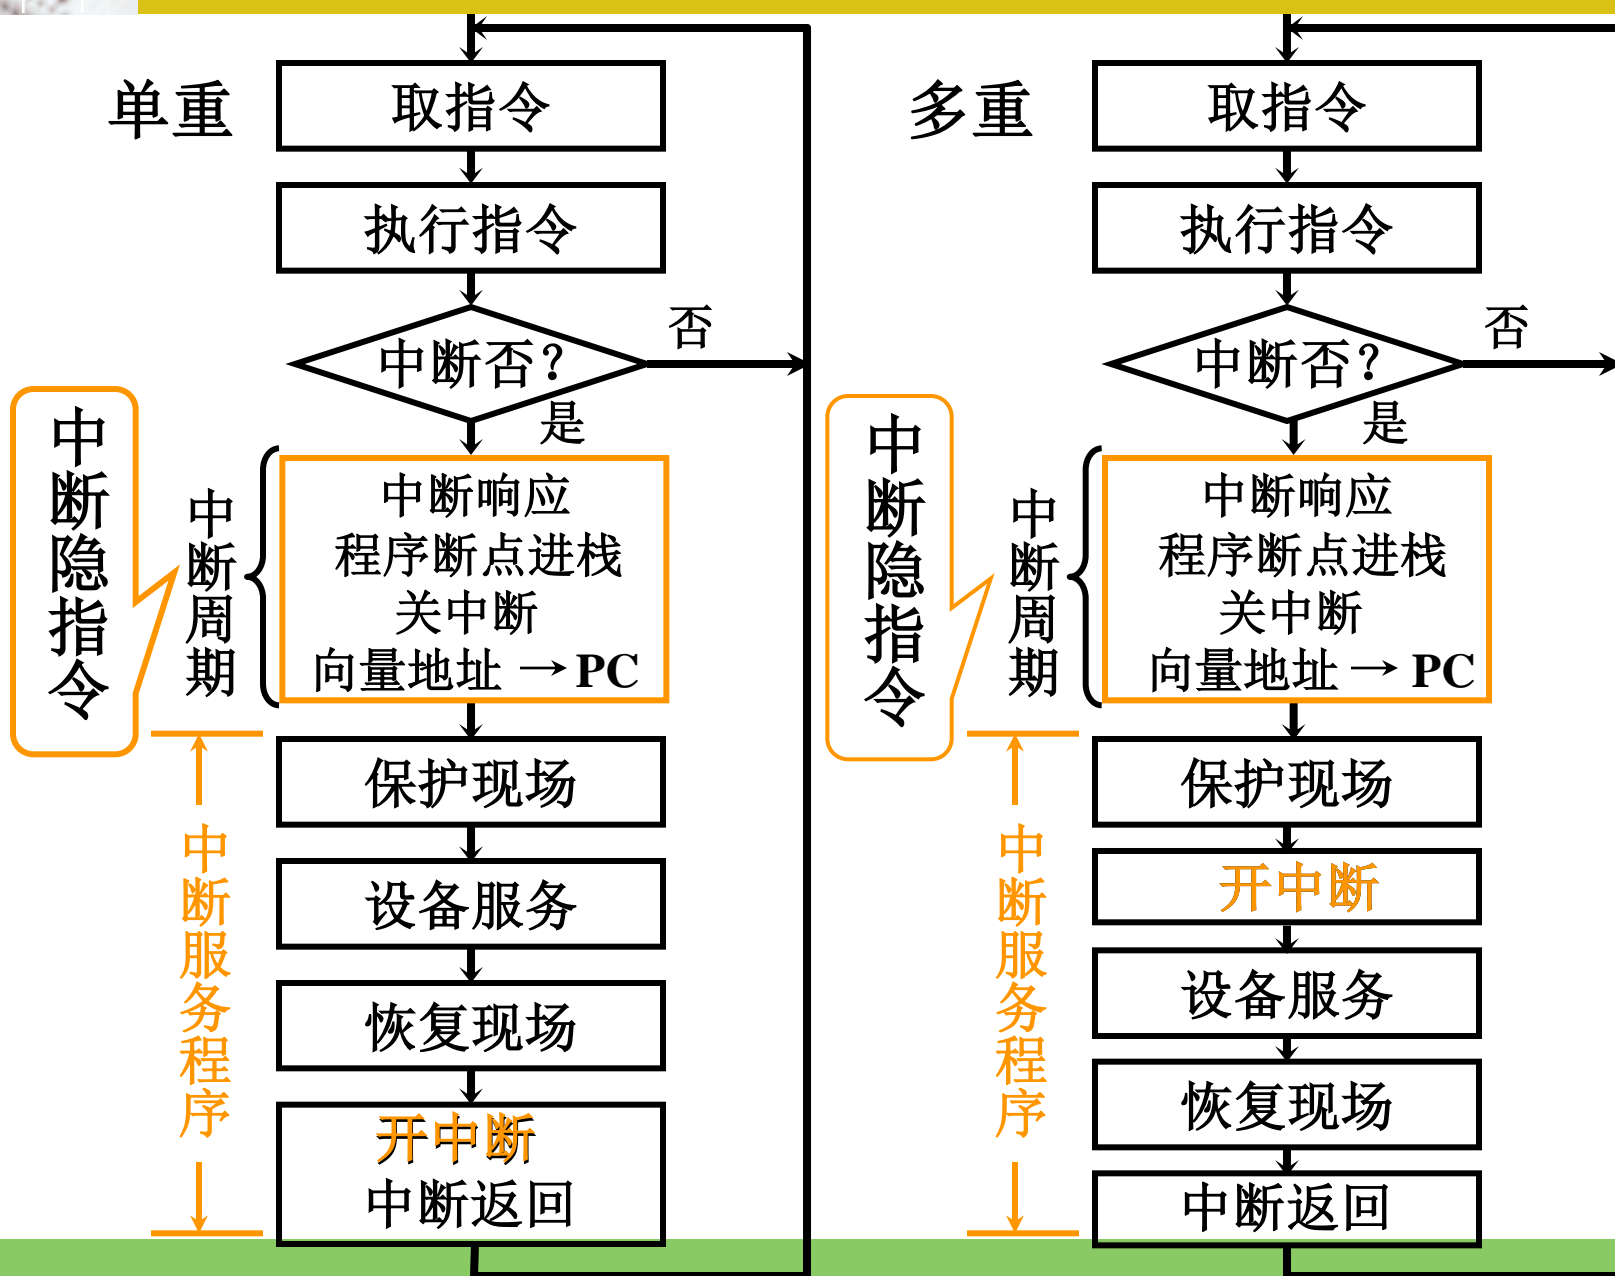 单重
取指令
执行指令
中断否?
否
是
中断隐指令
中断周期
中断响应
程序断点进栈
关中断
向量地址 → PC
中断服务程序
保护现场
设备服务
恢复现场
开中断
中断返回
多重
取指令
执行指令
中断否?
否
是
中断隐指令
中断周期
中断响应
程序断点进栈
关中断
向量地址 → PC
中断服务程序
保护现场
开中断
设备服务
恢复现场
中断返回